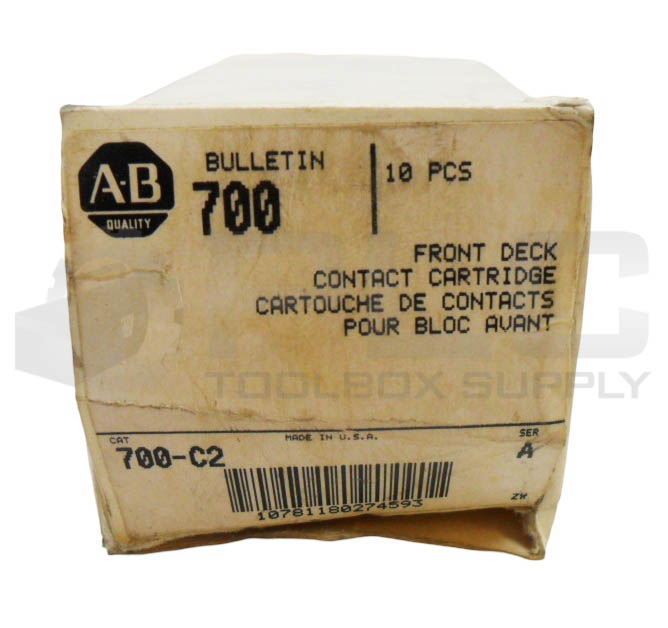 A-B
QUALITY
BULLETIN
700
10 PCS
FRONT DECK
CONTACT CARTRIDGE
CARTOUCHE DE CONTACTS
POUR BLOC AVANT
TOOLBOX SUPPLY
CAT
700-C2
MADE IN U.S.A.
SER
A
10781180274593
ZW